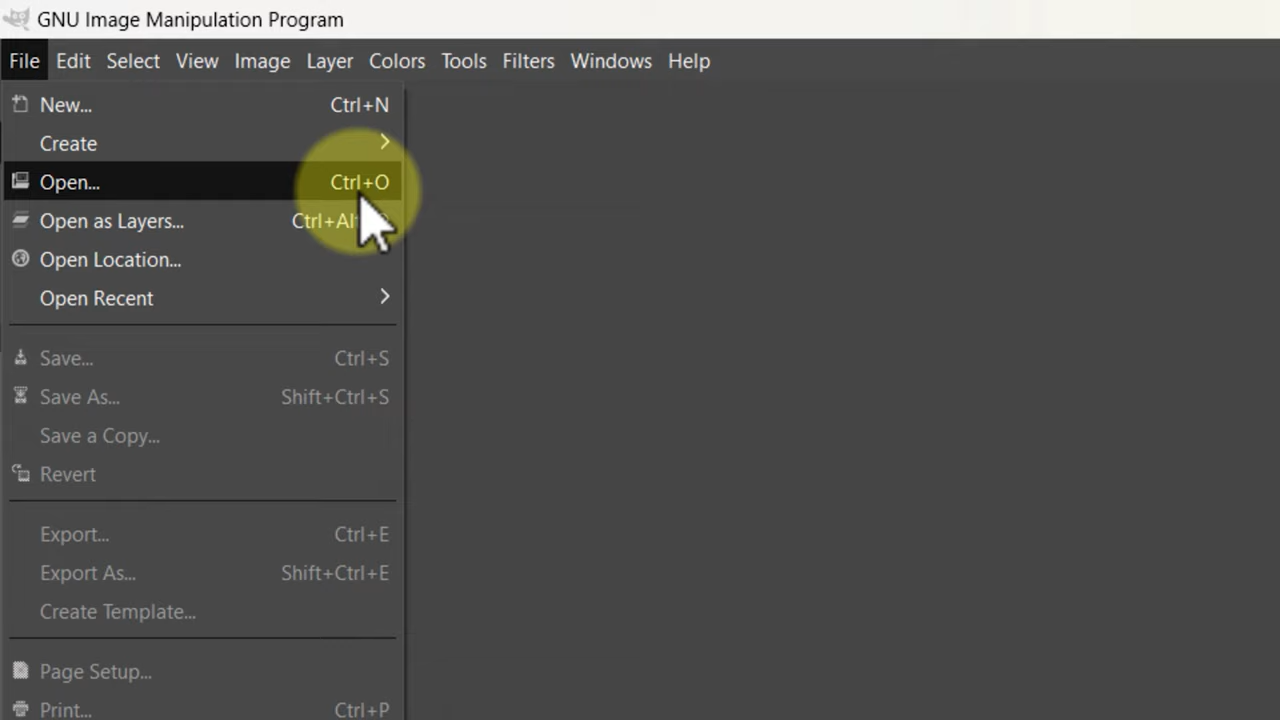 GNU Image Manipulation Program
File Edit Select View Image Layer Colors Tools Filters Windows Help
New... Ctrl+N
Create
Open... Ctrl+O
Open as Layers...
Open Location...
Open Recent
Save... Ctrl+S
Save As... Shift+Ctrl+S
Save a Copy...
Revert
Export... Ctrl+E
Export As... Shift+Ctrl+E
Create Template...
Page Setup...
Print... Ctrl+P